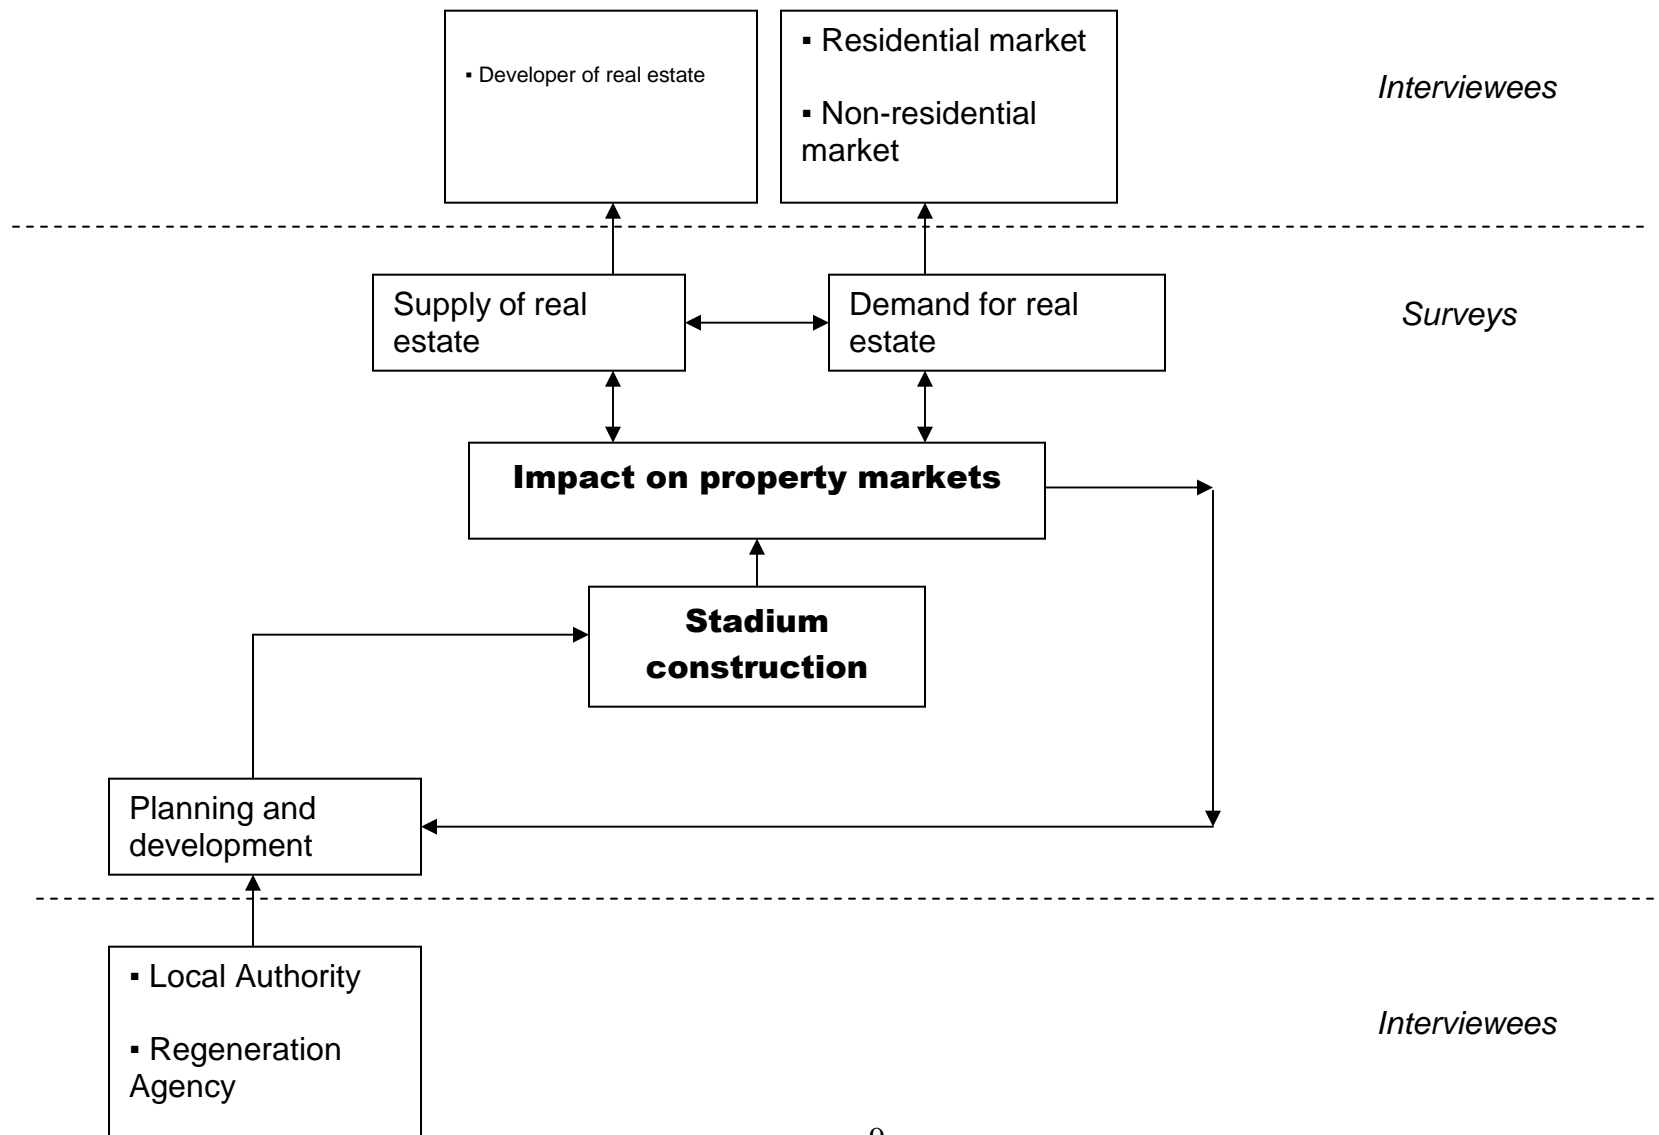 ▪ Developer of real estate
▪ Residential market
▪ Non-residential
market
Interviewees
Supply of real
estate
Demand for real
estate
Surveys
Impact on property markets
Stadium
construction
Planning and
development
▪ Local Authority
▪ Regeneration
Agency
Interviewees